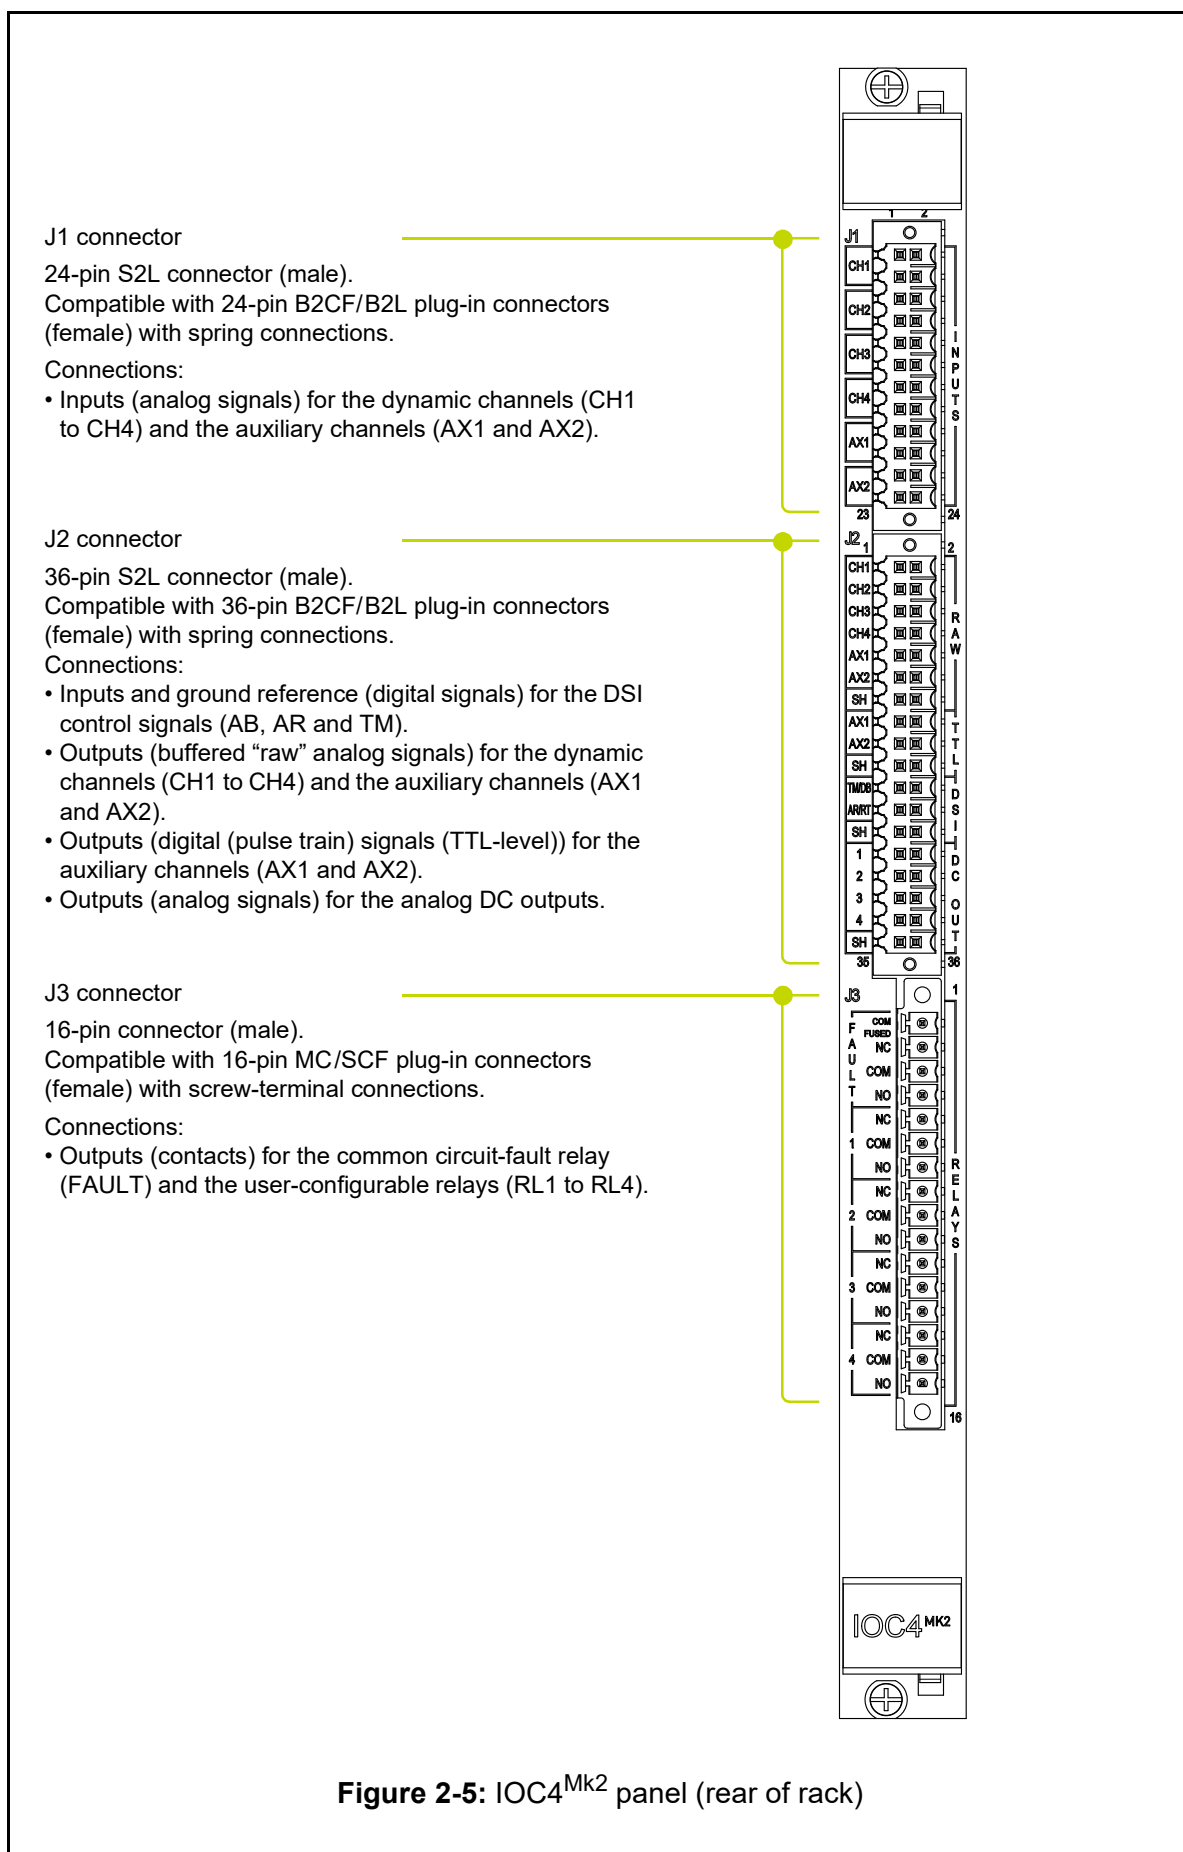 J1 connector
24-pin S2L connector (male).
Compatible with 24-pin B2CF/B2L plug-in connectors
(female) with spring connections.
Connections:
• Inputs (analog signals) for the dynamic channels (CH1
to CH4) and the auxiliary channels (AX1 and AX2).
J2 connector
36-pin S2L connector (male).
Compatible with 36-pin B2CF/B2L plug-in connectors
(female) with spring connections.
Connections:
• Inputs and ground reference (digital signals) for the DSI
control signals (AB, AR and TM).
• Outputs (buffered “raw” analog signals) for the dynamic
channels (CH1 to CH4) and the auxiliary channels (AX1
and AX2).
• Outputs (digital (pulse train) signals (TTL-level)) for the
auxiliary channels (AX1 and AX2).
• Outputs (analog signals) for the analog DC outputs.
J3 connector
16-pin connector (male).
Compatible with 16-pin MC/SCF plug-in connectors
(female) with screw-terminal connections.
Connections:
• Outputs (contacts) for the common circuit-fault relay
(FAULT) and the user-configurable relays (RL1 to RL4).
1 2
J1
CH1
CH2
CH3
CH4
AX1
AX2
INPUTS
23 24
J2 1 2
CH1
CH2
CH3
CH4
AX1
AX2
SH
AX1
AX2
SH
TM/DB
AR/RT
SH
1
2
3
4
SH
RAW
TTL
DSI
DC OUT
35 36
J3 1
FAULT
COM
FUSED
NC
COM
NO
NC
1 COM
NO
NC
2 COM
NO
NC
3 COM
NO
NC
4 COM
NO
RELAYS
16
IOC4 MK2
Figure 2-5: IOC4Mk2 panel (rear of rack)